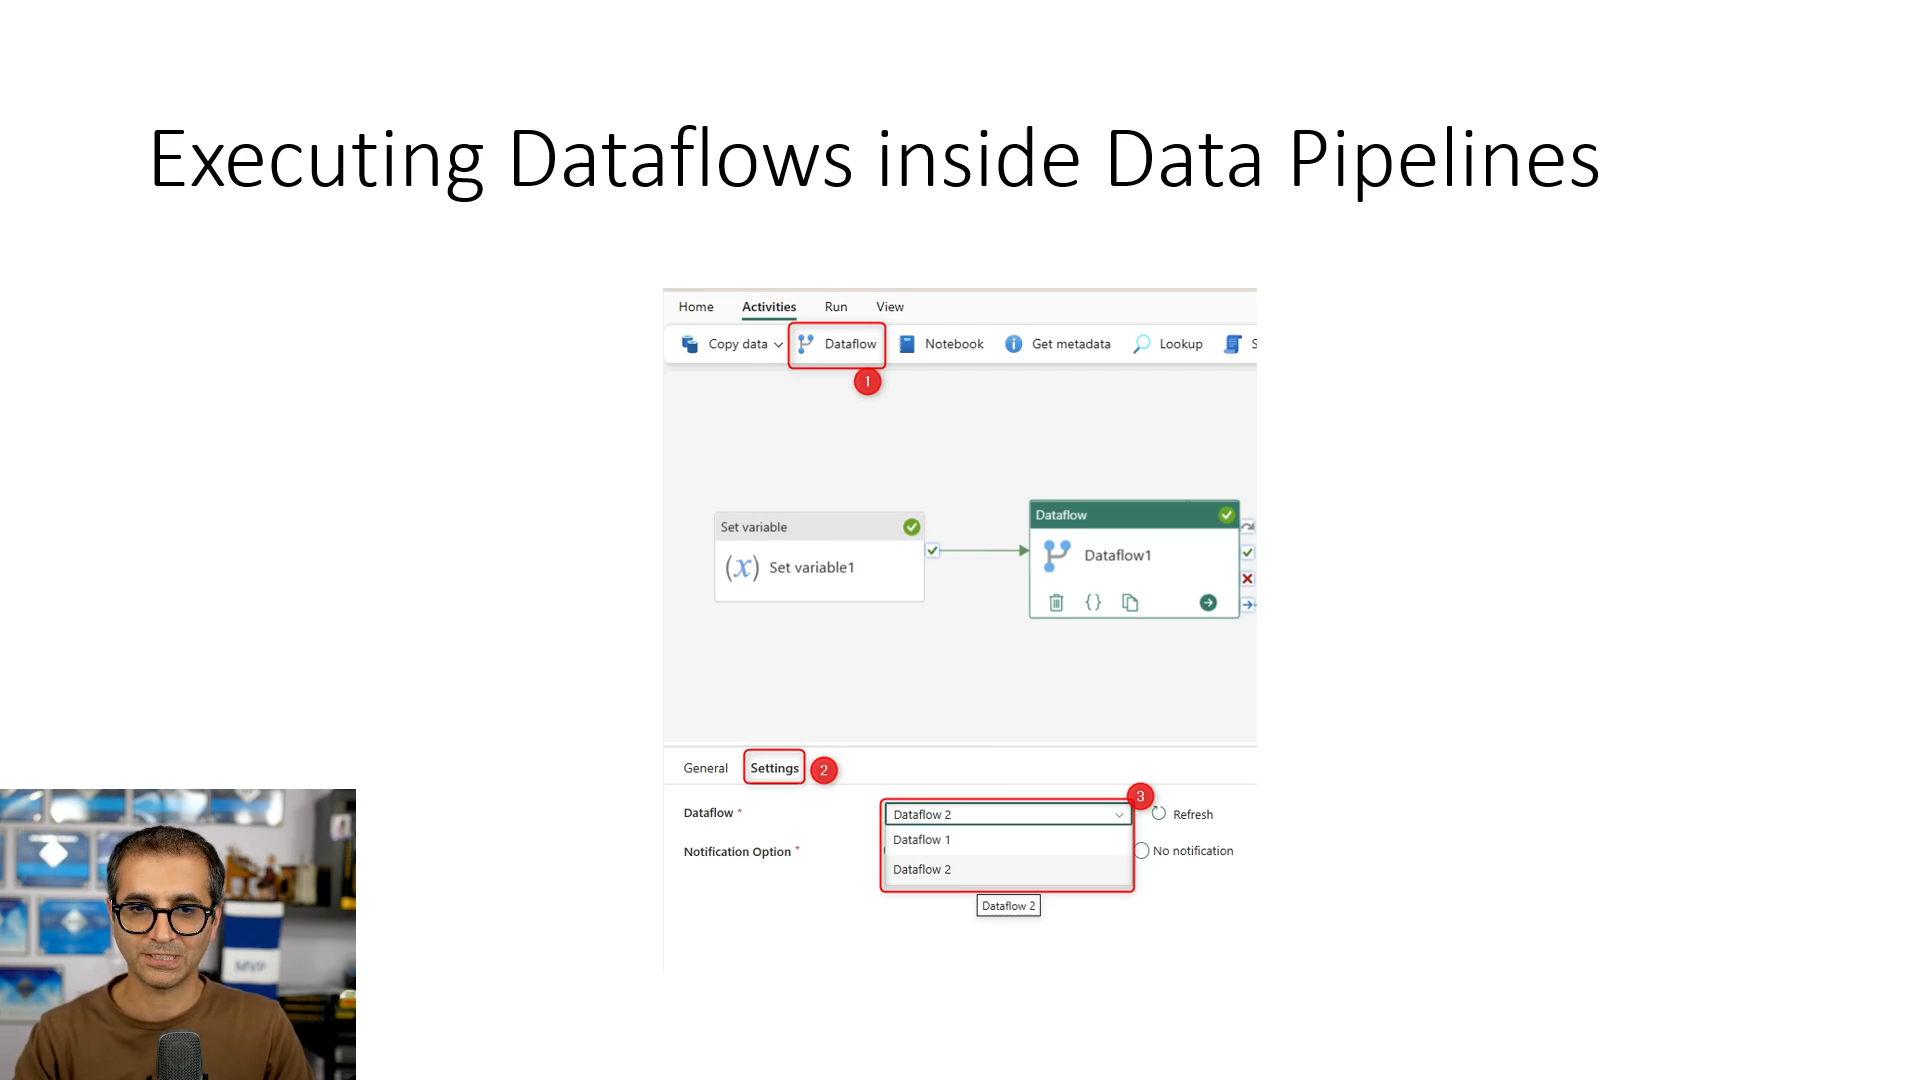 Executing Dataflows inside Data Pipelines
Home Activities Run View
Copy data Dataflow Notebook Get metadata Lookup S
1
Set variable
(x) Set variable1
Dataflow
Dataflow1
{}
General Settings 2
3
Dataflow * Dataflow 2 Refresh
Dataflow 1
Notification Option * No notification
Dataflow 2
Dataflow 2
MVP